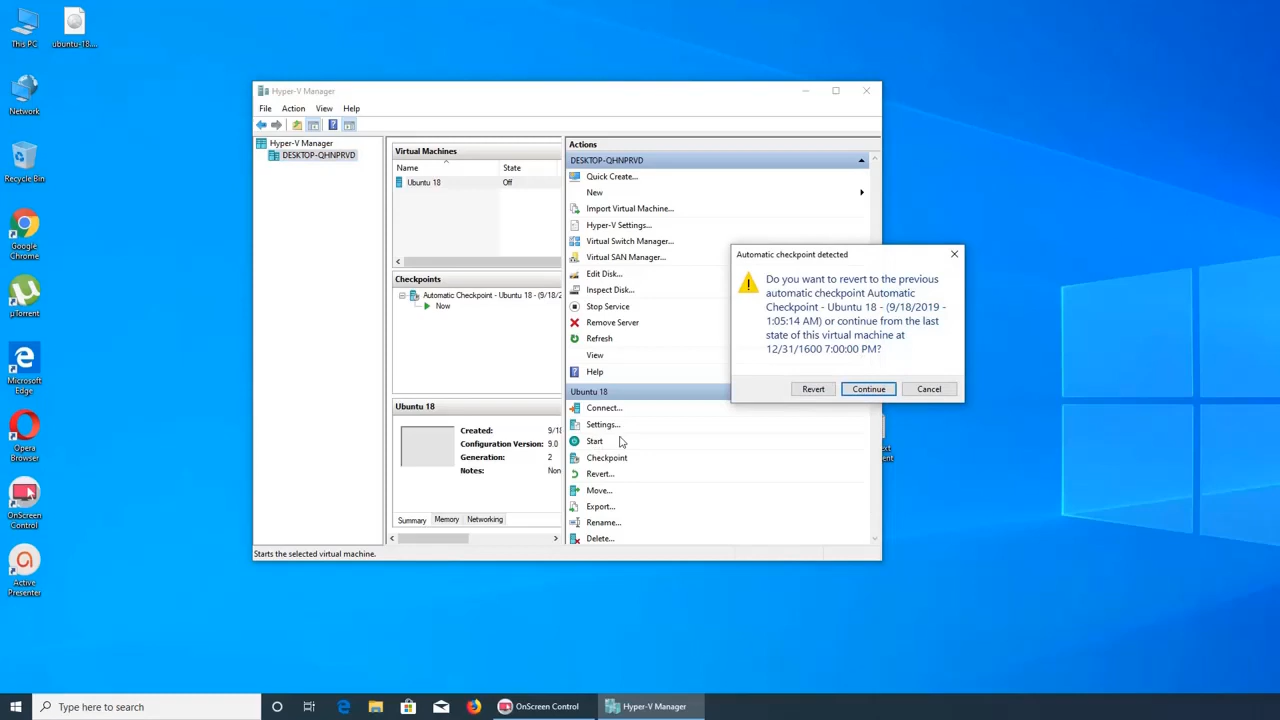 This PC
ubuntu-18....
Network
Recycle Bin
Google
Chrome
µTorrent
Microsoft
Edge
Opera
Browser
OnScreen
Control
Active
Presenter
Hyper-V Manager
File Action View Help
Hyper-V Manager
DESKTOP-QHNPRVD
Virtual Machines
Name State
Ubuntu 18 Off
Checkpoints
Automatic Checkpoint - Ubuntu 18 - (9/18/2
Now
Ubuntu 18
Created: 9/18
Configuration Version: 9.0
Generation: 2
Notes: Non
Summary Memory Networking
Actions
DESKTOP-QHNPRVD
Quick Create...
New
Import Virtual Machine...
Hyper-V Settings...
Virtual Switch Manager...
Virtual SAN Manager...
Edit Disk...
Inspect Disk...
Stop Service
Remove Server
Refresh
View
Help
Ubuntu 18
Connect...
Settings...
Start
Checkpoint
Revert...
Move...
Export...
Rename...
Delete...
Starts the selected virtual machine.
Automatic checkpoint detected
Do you want to revert to the previous
automatic checkpoint Automatic
Checkpoint - Ubuntu 18 - (9/18/2019 -
1:05:14 AM) or continue from the last
state of this virtual machine at
12/31/1600 7:00:00 PM?
Revert Continue Cancel
ext
ent
Type here to search
OnScreen Control
Hyper-V Manager